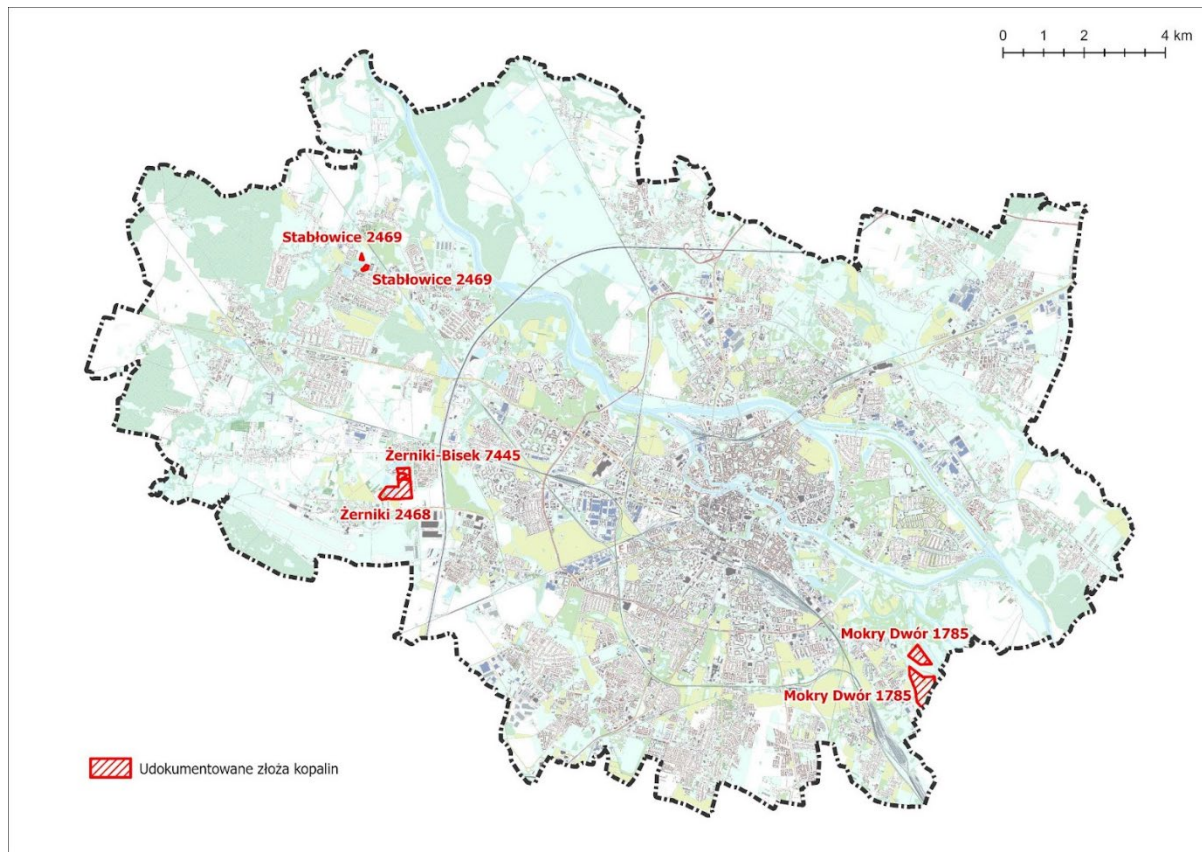 0 1 2 4 km
Stabłowice 2469
Stabłowice 2469
Żerniki-Bisek 7445
Żerniki 2468
Mokry Dwór 1785
Mokry Dwór 1785
Udokumentowane złoża kopalin